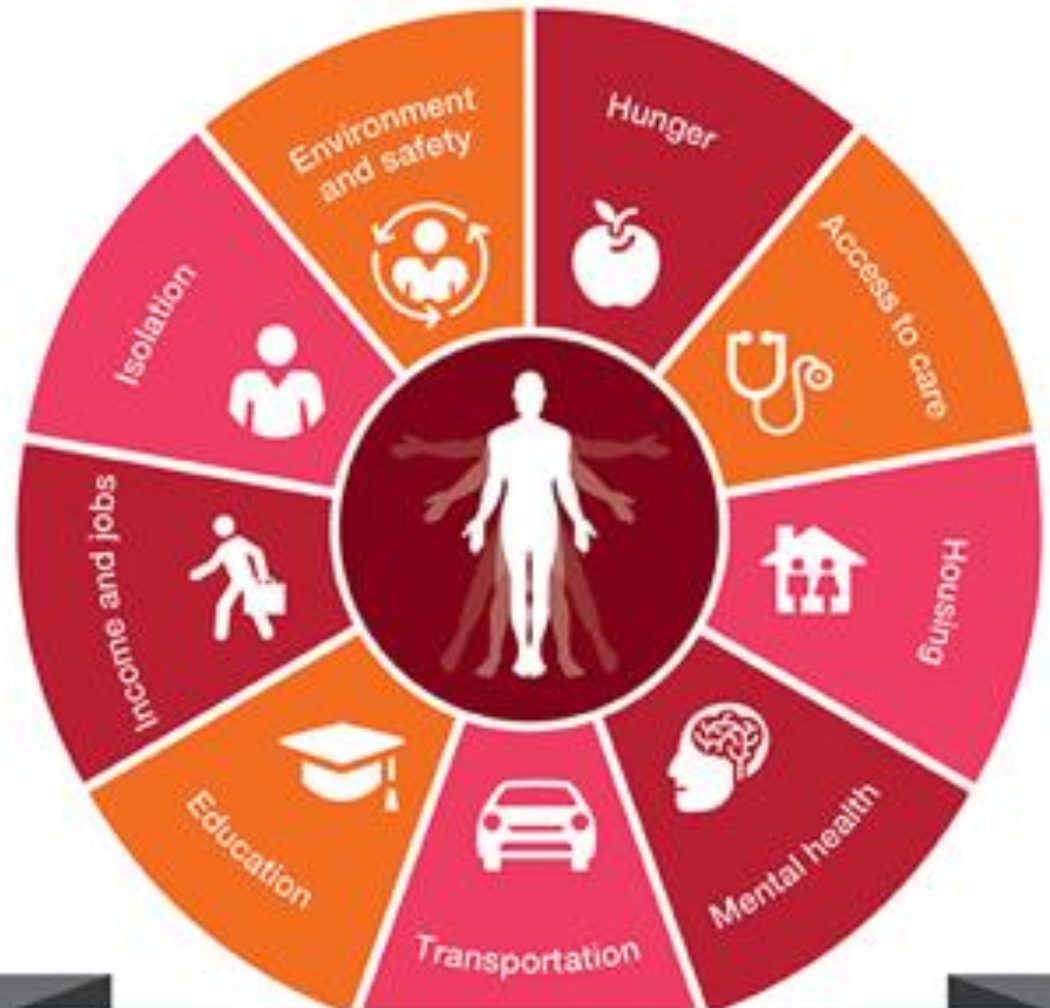 Hunger
Access to care
Housing
Mental health
Transportation
Education
Income and jobs
Isolation
Environment
and safety